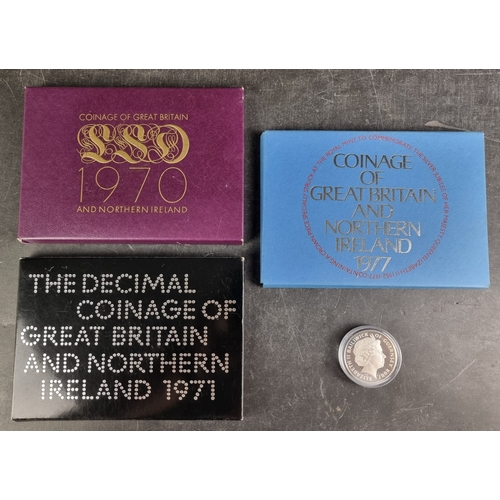 COINAGE OF GREAT BRITAIN
LSD
1970
AND NORTHERN IRELAND
COINAGE
OF
GREAT BRITAIN
AND
NORTHERN
IRELAND
1977
THE DECIMAL
COINAGE OF
GREAT BRITAIN
AND NORTHERN
IRELAND 1971